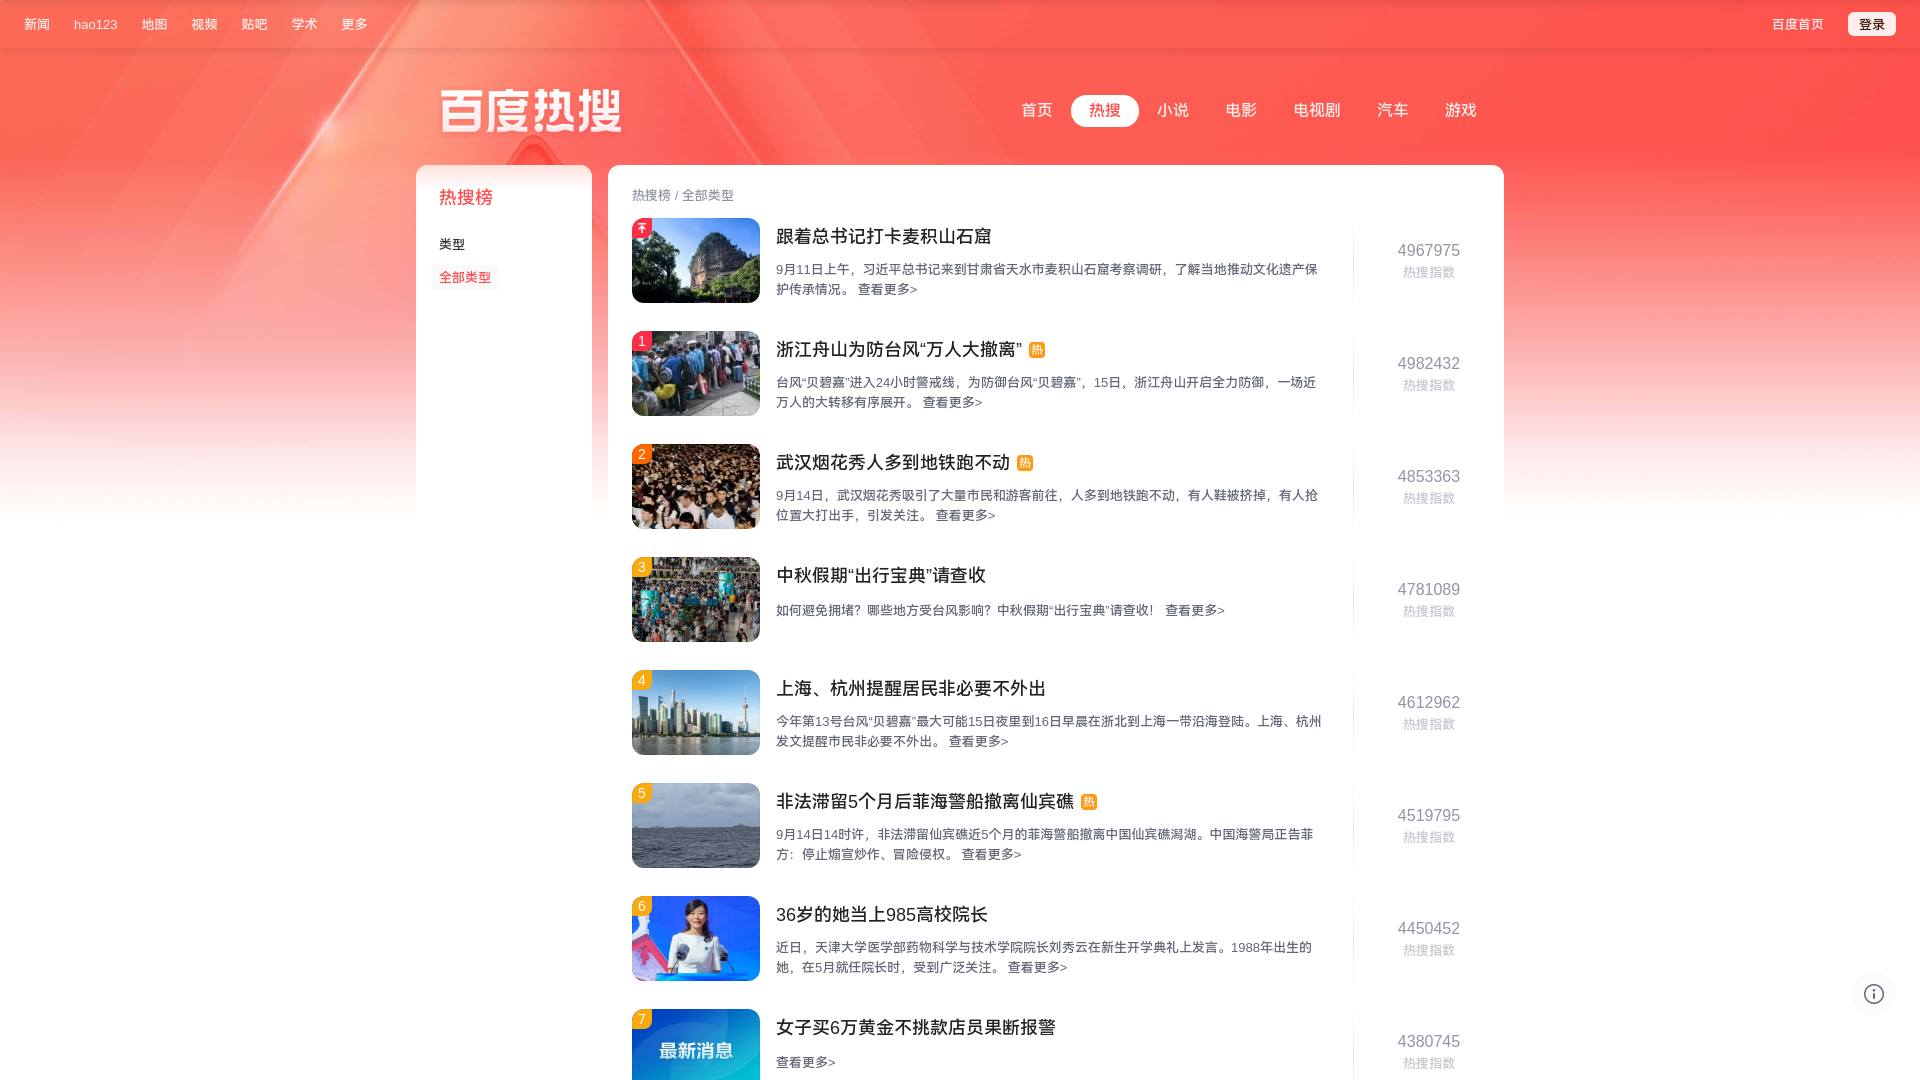 新闻 hao123 地图 视频 贴吧 学术 更多 百度首页 登录
百度热搜
首页 热搜 小说 电影 电视剧 汽车 游戏
热搜榜
类型
全部类型
热搜榜 / 全部类型
跟着总书记打卡麦积山石窟
9月11日上午，习近平总书记来到甘肃省天水市麦积山石窟考察调研，了解当地推动文化遗产保
护传承情况。 查看更多>
4967975
热搜指数
1
浙江舟山为防台风“万人大撤离” 热
台风“贝碧嘉”进入24小时警戒线，为防御台风“贝碧嘉”，15日，浙江舟山开启全力防御，一场近
万人的大转移有序展开。 查看更多>
4982432
热搜指数
2
武汉烟花秀人多到地铁跑不动 热
9月14日，武汉烟花秀吸引了大量市民和游客前往，人多到地铁跑不动，有人鞋被挤掉，有人抢
位置大打出手，引发关注。 查看更多>
4853363
热搜指数
3
中秋假期“出行宝典”请查收
如何避免拥堵？哪些地方受台风影响？中秋假期“出行宝典”请查收！ 查看更多>
4781089
热搜指数
4
上海、杭州提醒居民非必要不外出
今年第13号台风“贝碧嘉”最大可能15日夜里到16日早晨在浙北到上海一带沿海登陆。上海、杭州
发文提醒市民非必要不外出。 查看更多>
4612962
热搜指数
5
非法滞留5个月后菲海警船撤离仙宾礁 热
9月14日14时许，非法滞留仙宾礁近5个月的菲海警船撤离中国仙宾礁潟湖。中国海警局正告菲
方：停止煽宣炒作、冒险侵权。 查看更多>
4519795
热搜指数
6
36岁的她当上985高校院长
近日，天津大学医学部药物科学与技术学院院长刘秀云在新生开学典礼上发言。1988年出生的
她，在5月就任院长时，受到广泛关注。 查看更多>
4450452
热搜指数
7
最新消息
女子买6万黄金不挑款店员果断报警
查看更多>
4380745
热搜指数